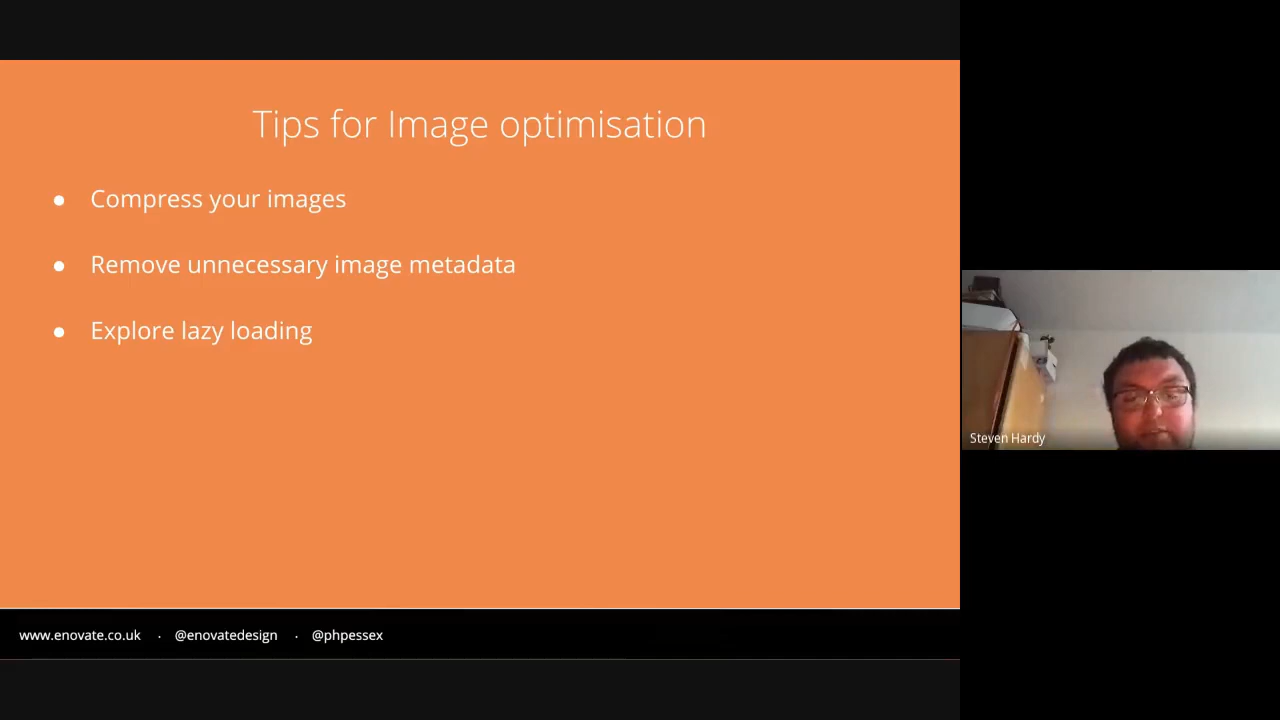 Tips for Image optimisation
● Compress your images
● Remove unnecessary image metadata
● Explore lazy loading
Steven Hardy
www.enovate.co.uk · @enovatedesign · @phpessex